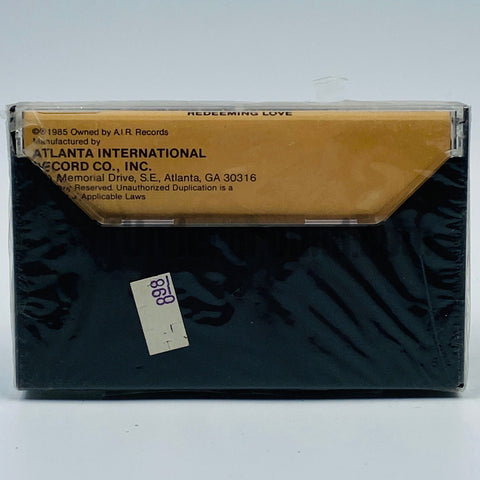 REDEEMING LOVE
©℗1985 Owned by A.I.R. Records
Manufactured by
ATLANTA INTERNATIONAL
RECORD CO., INC.
Memorial Drive, S.E., Atlanta, GA 30316
Reserved. Unauthorized Duplication is a
Applicable Laws
8
898